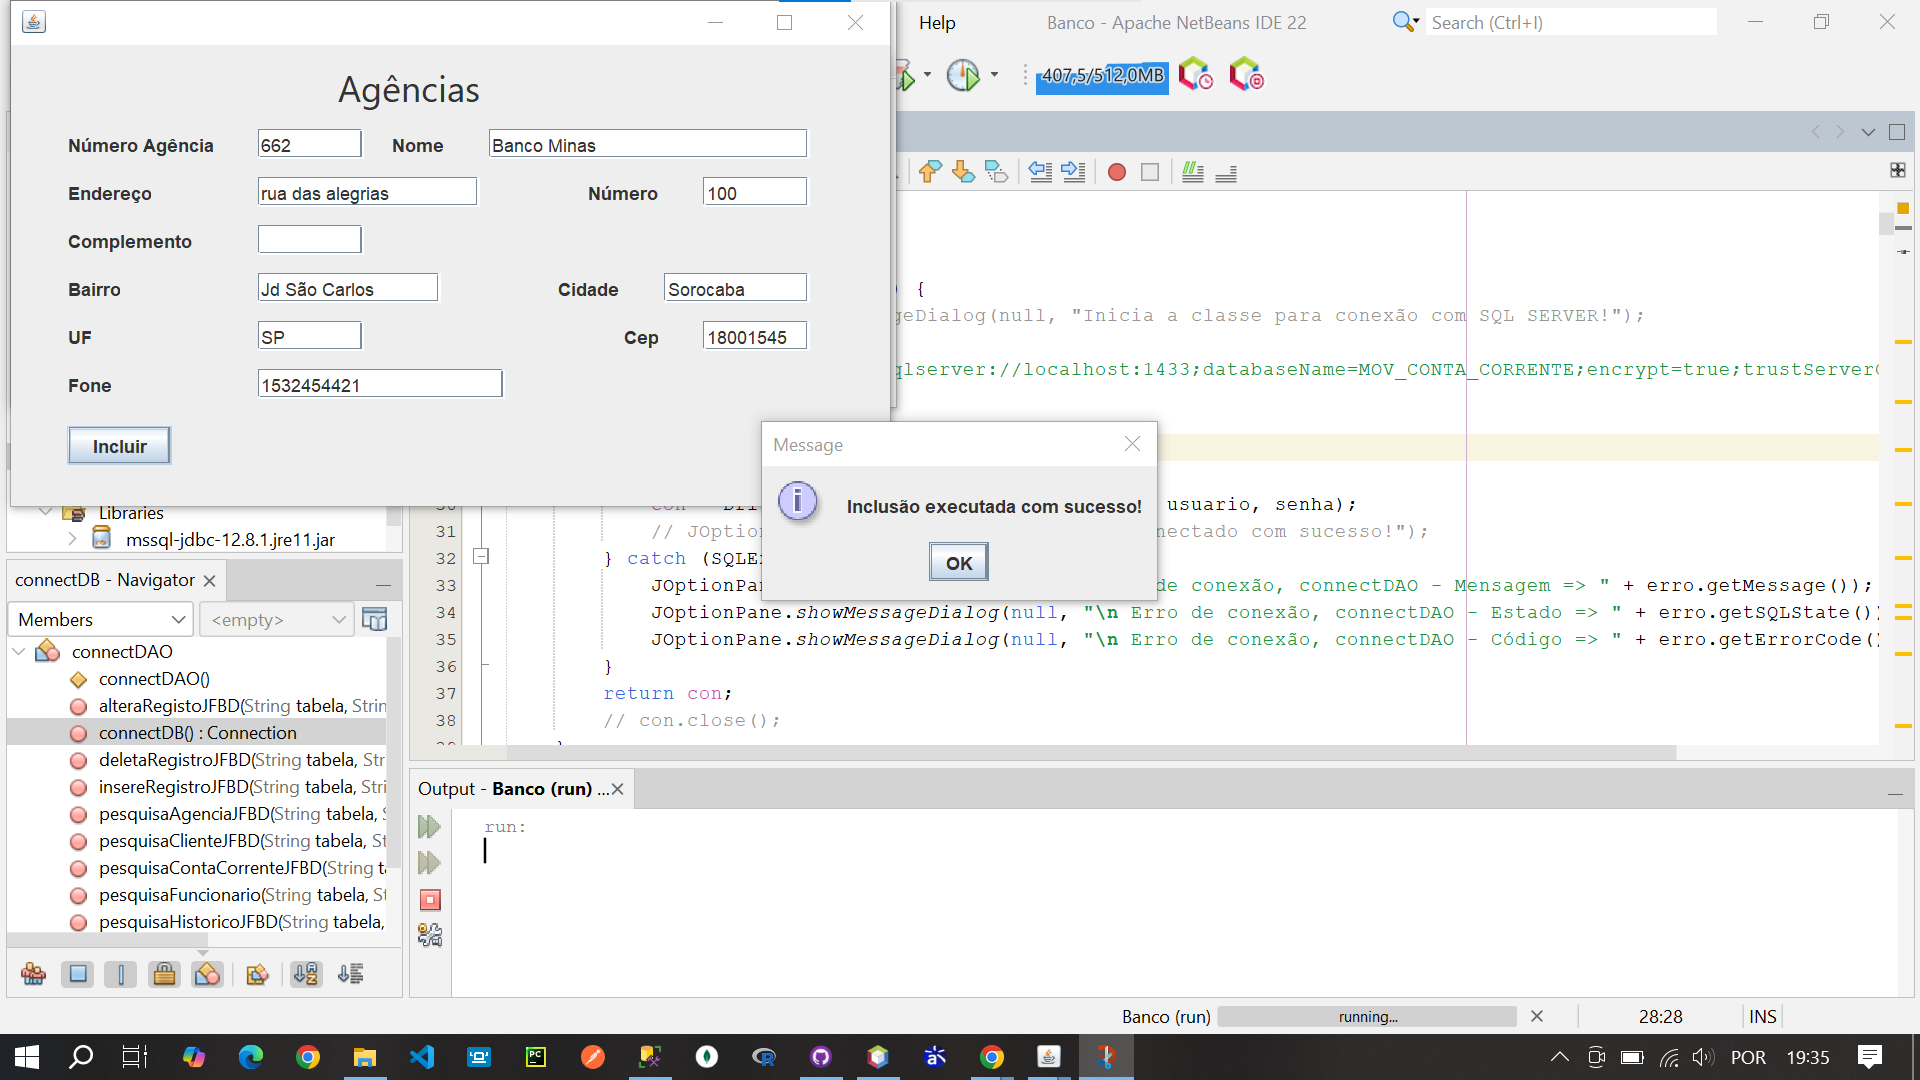 Agências
Número Agência 662 Nome Banco Minas
Endereço rua das alegrias Número 100
Complemento
Bairro Jd São Carlos Cidade Sorocaba
UF SP Cep 18001545
Fone 1532454421
Incluir
Help Banco - Apache NetBeans IDE 22 Search (Ctrl+I)
407,5/512,0MB
{
geDialog(null, "Inicia a classe para conexão com SQL SERVER!");
qlserver://localhost:1433;databaseName=MOV_CONTA_CORRENTE;encrypt=true;trustServer
Message
Inclusão executada com sucesso!
OK
usuario, senha);
31 // JOption nectado com sucesso!");
32 } catch (SQLEx
33 JOptionPan de conexão, connectDAO - Mensagem => " + erro.getMessage());
34 JOptionPane.showMessageDialog(null, "\n Erro de conexão, connectDAO - Estado => " + erro.getSQLState())
35 JOptionPane.showMessageDialog(null, "\n Erro de conexão, connectDAO - Código => " + erro.getErrorCode()
36 }
37 return con;
38 // con.close();
Libraries
mssql-jdbc-12.8.1.jre11.jar
connectDB - Navigator
Members <empty>
connectDAO
connectDAO()
alteraRegistoJFBD(String tabela, Strin
connectDB() : Connection
deletaRegistroJFBD(String tabela, Str
insereRegistroJFBD(String tabela, Stri
pesquisaAgenciaJFBD(String tabela, S
pesquisaClienteJFBD(String tabela, St
pesquisaContaCorrenteJFBD(String ta
pesquisaFuncionario(String tabela, St
pesquisaHistoricoJFBD(String tabela,
Output - Banco (run) ...
run:
Banco (run) running... 28:28 INS
POR 19:35